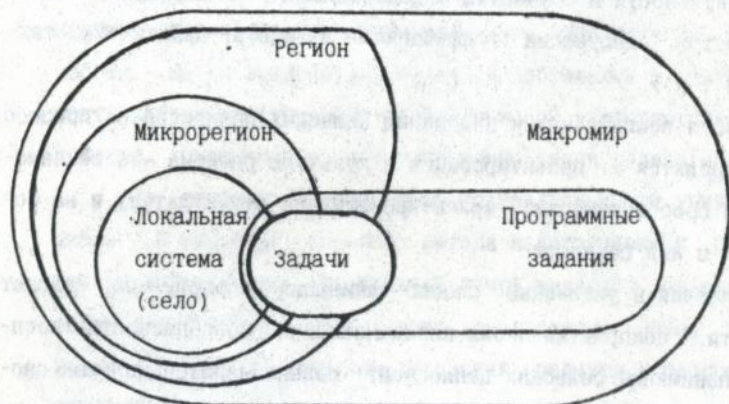 Регион
Микрорегион Макромир
Локальная Программные
система Задачи задания
(село)